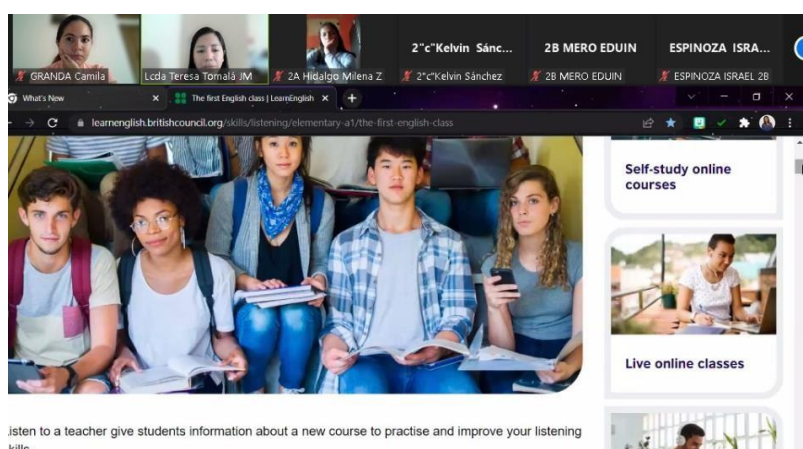 2"c"Kelvin Sánc...
2B MERO EDUIN
ESPINOZA ISRA...
GRANDA Camila
Lcda Teresa Tomalá JM
2A Hidalgo Milena Z
2"c"Kelvin Sánchez
2B MERO EDUIN
ESPINOZA ISRAEL 2B
What's New
The first English class | LearnEnglish
learnenglish.britishcouncil.org/skills/listening/elementary-a1/the-first-english-class
Self-study online
courses
Live online classes
isten to a teacher give students information about a new course to practise and improve your listening
kills